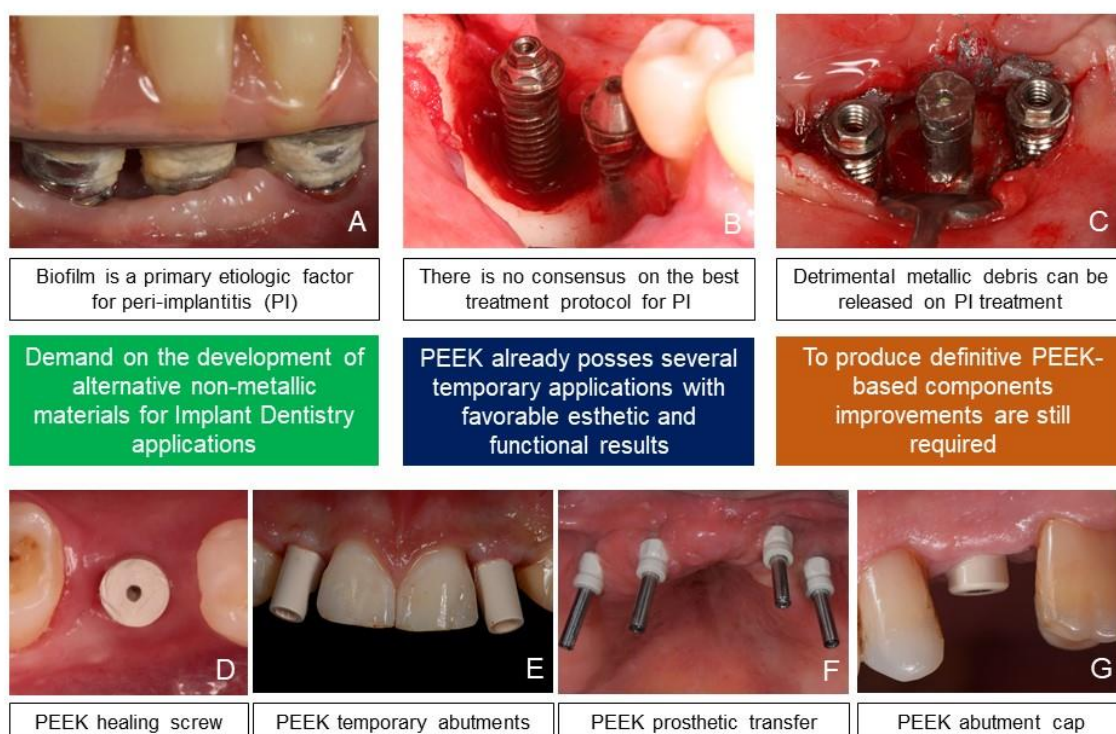 A
B
C
Biofilm is a primary etiologic factor
for peri-implantitis (PI)
There is no consensus on the best
treatment protocol for PI
Detrimental metallic debris can be
released on PI treatment
Demand on the development of
alternative non-metallic
materials for Implant Dentistry
applications
PEEK already posses several
temporary applications with
favorable esthetic and
functional results
To produce definitive PEEK-
based components
improvements are still
required
D
E
F
G
PEEK healing screw
PEEK temporary abutments
PEEK prosthetic transfer
PEEK abutment cap